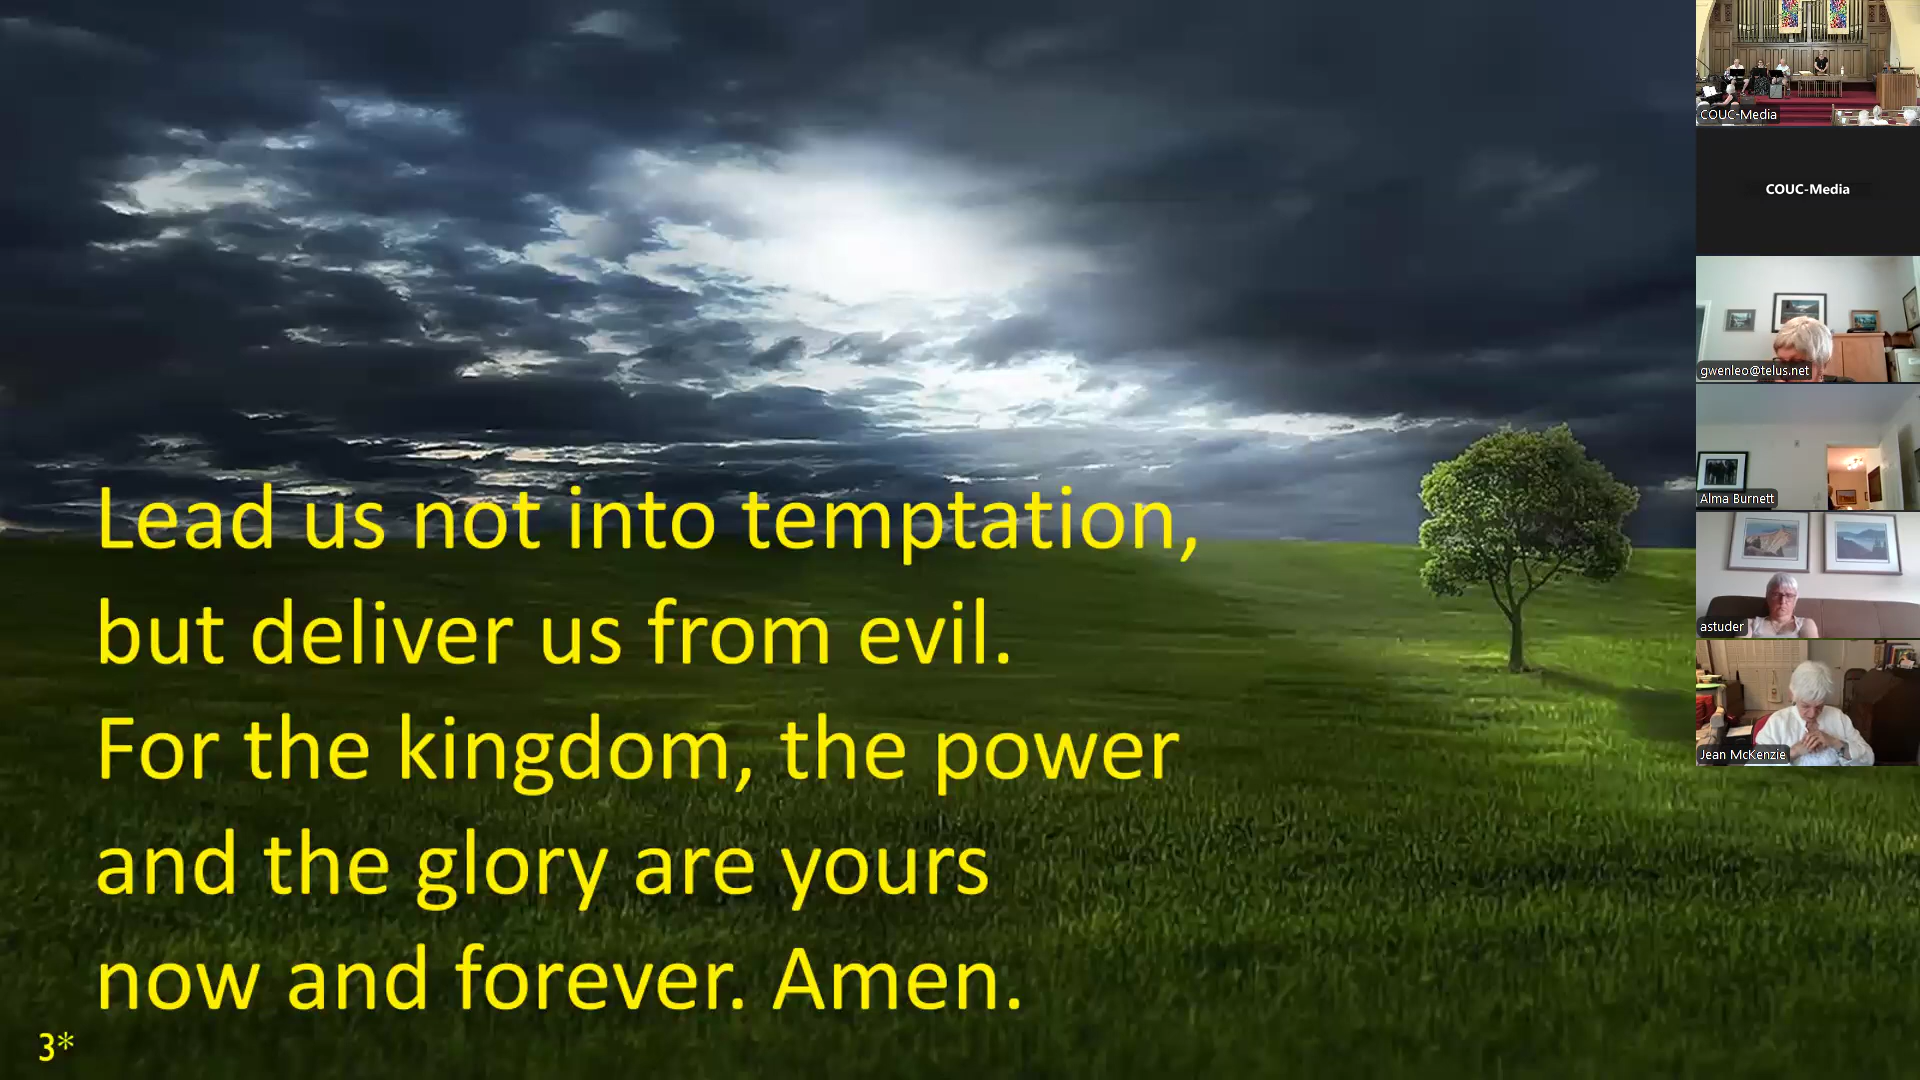 Lead us not into temptation,
but deliver us from evil.
For the kingdom, the power
and the glory are yours
now and forever. Amen.
3*
COUC-Media
COUC-Media
gwenleo@telus.net
Alma Burnett
astuder
Jean McKenzie